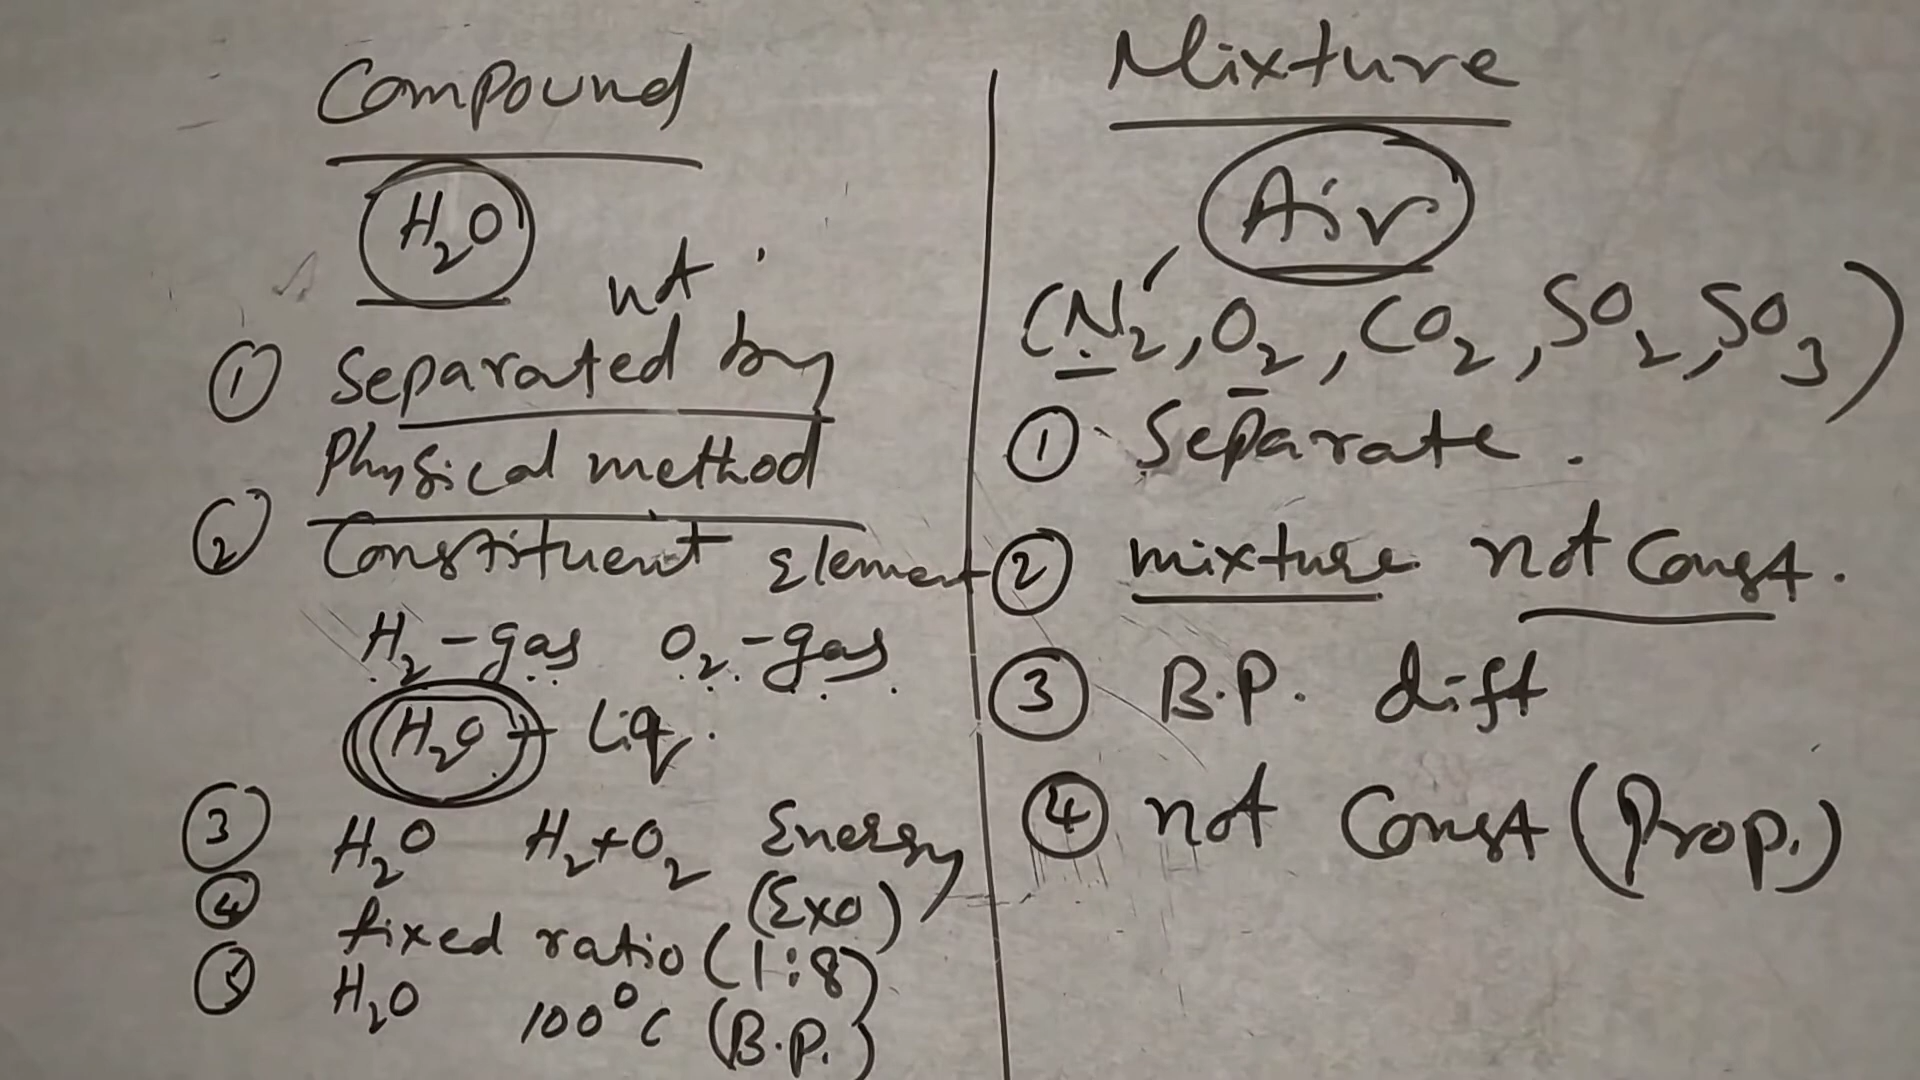 Compound
H₂O
not
① Separated by
Physical method
② Constituent Element
H₂-gas O₂-gas
H₂O + Liq.
③ H₂O H₂+O₂ Energy
(Exo)
④ fixed ratio (1:8)
⑤ H₂O 100°C (B.P.)
Mixture
Air
(N₂, O₂, CO₂, SO₂, SO₃)
① Separate.
② mixture not Const.
③ B.P. dift
④ not Const (Prop.)